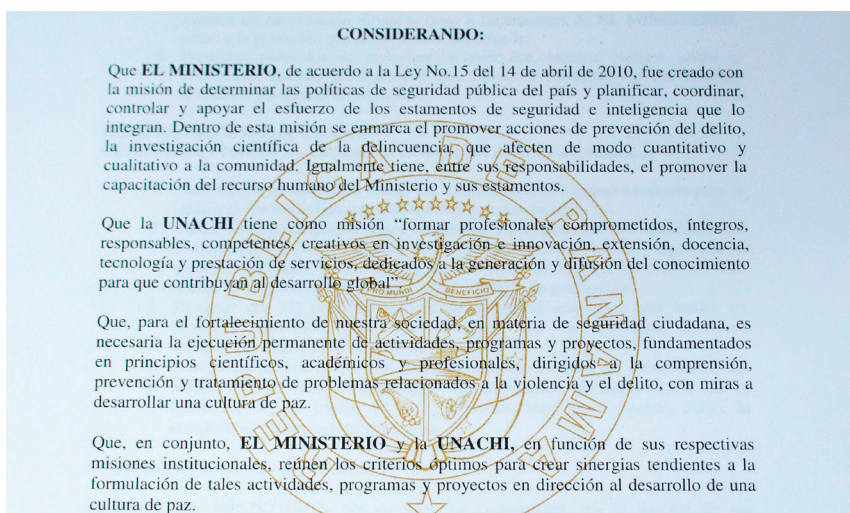 CONSIDERANDO:
Que EL MINISTERIO, de acuerdo a la Ley No.15 del 14 de abril de 2010, fue creado con
la misión de determinar las políticas de seguridad pública del país y planificar, coordinar,
controlar y apoyar el esfuerzo de los estamentos de seguridad e inteligencia que lo
integran. Dentro de esta misión se enmarca el promover acciones de prevención del delito,
la investigación científica de la delincuencia, que afecten de modo cuantitativo y
cualitativo a la comunidad. Igualmente tiene, entre sus responsabilidades, el promover la
capacitación del recurso humano del Ministerio y sus estamentos.
Que la UNACHI tiene como misión “formar profesionales comprometidos, íntegros,
responsables, competentes, creativos en investigación e innovación, extensión, docencia,
tecnología y prestación de servicios, dedicados a la generación y difusión del conocimiento
para que contribuyan al desarrollo global”.
Que, para el fortalecimiento de nuestra sociedad, en materia de seguridad ciudadana, es
necesaria la ejecución permanente de actividades, programas y proyectos, fundamentados
en principios científicos, académicos y profesionales, dirigidos a la comprensión,
prevención y tratamiento de problemas relacionados a la violencia y el delito, con miras a
desarrollar una cultura de paz.
Que, en conjunto, EL MINISTERIO y la UNACHI, en función de sus respectivas
misiones institucionales, reúnen los criterios óptimos para crear sinergias tendientes a la
formulación de tales actividades, programas y proyectos en dirección al desarrollo de una
cultura de paz.
REPUBLICA DE PANAMA
PRO MUNDI BENEFICIO